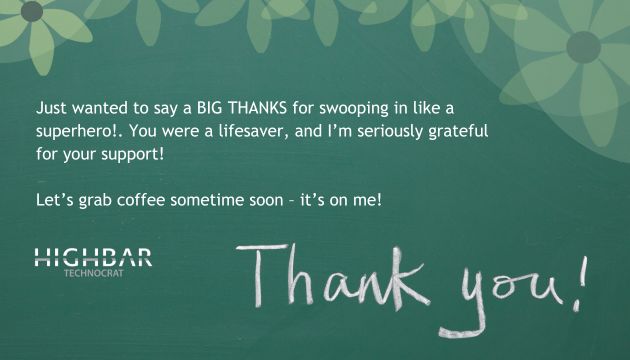 Just wanted to say a BIG THANKS for swooping in like a
superhero!. You were a lifesaver, and I'm seriously grateful
for your support!
Let's grab coffee sometime soon – it's on me!
HIGHBAR
TECHNOCRAT
Thank you!